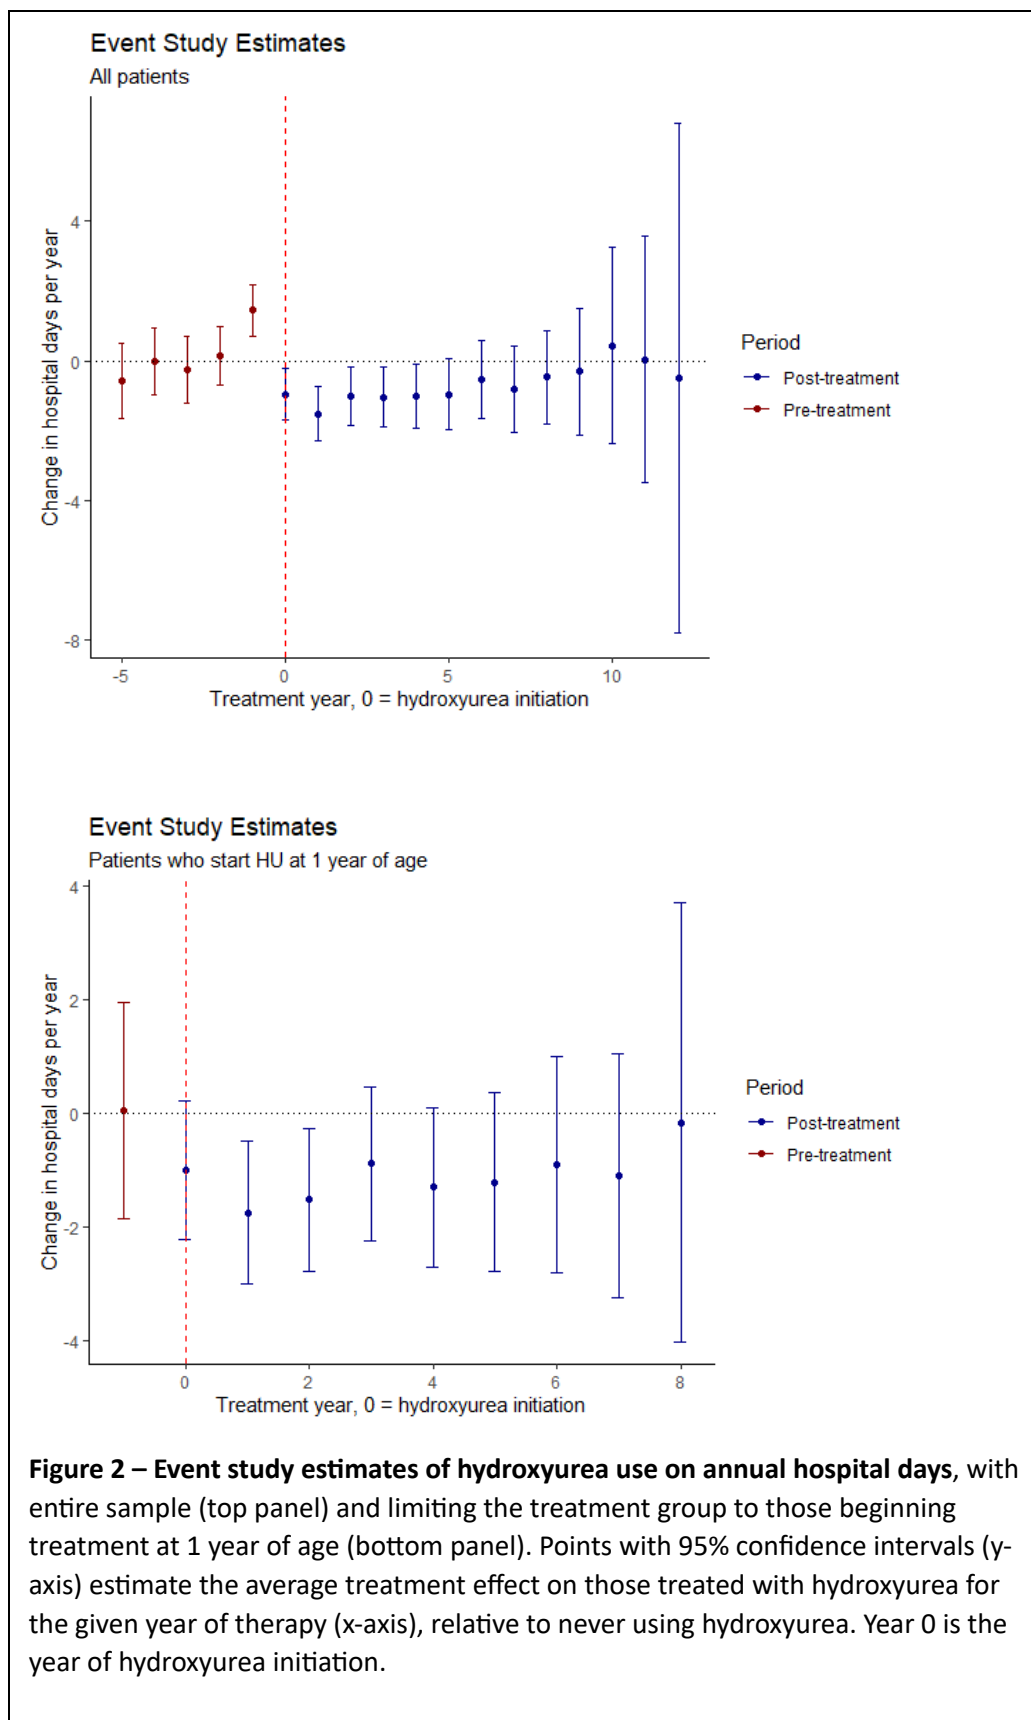 Event Study Estimates
All patients
Change in hospital days per year
4
0
-4
-8
-5
0
5
10
Treatment year, 0 = hydroxyurea initiation
Period
Post-treatment
Pre-treatment
Event Study Estimates
Patients who start HU at 1 year of age
Change in hospital days per year
4
2
0
-2
-4
0
2
4
6
8
Treatment year, 0 = hydroxyurea initiation
Period
Post-treatment
Pre-treatment
Figure 2 – Event study estimates of hydroxyurea use on annual hospital days, with
entire sample (top panel) and limiting the treatment group to those beginning
treatment at 1 year of age (bottom panel). Points with 95% confidence intervals (y-
axis) estimate the average treatment effect on those treated with hydroxyurea for
the given year of therapy (x-axis), relative to never using hydroxyurea. Year 0 is the
year of hydroxyurea initiation.